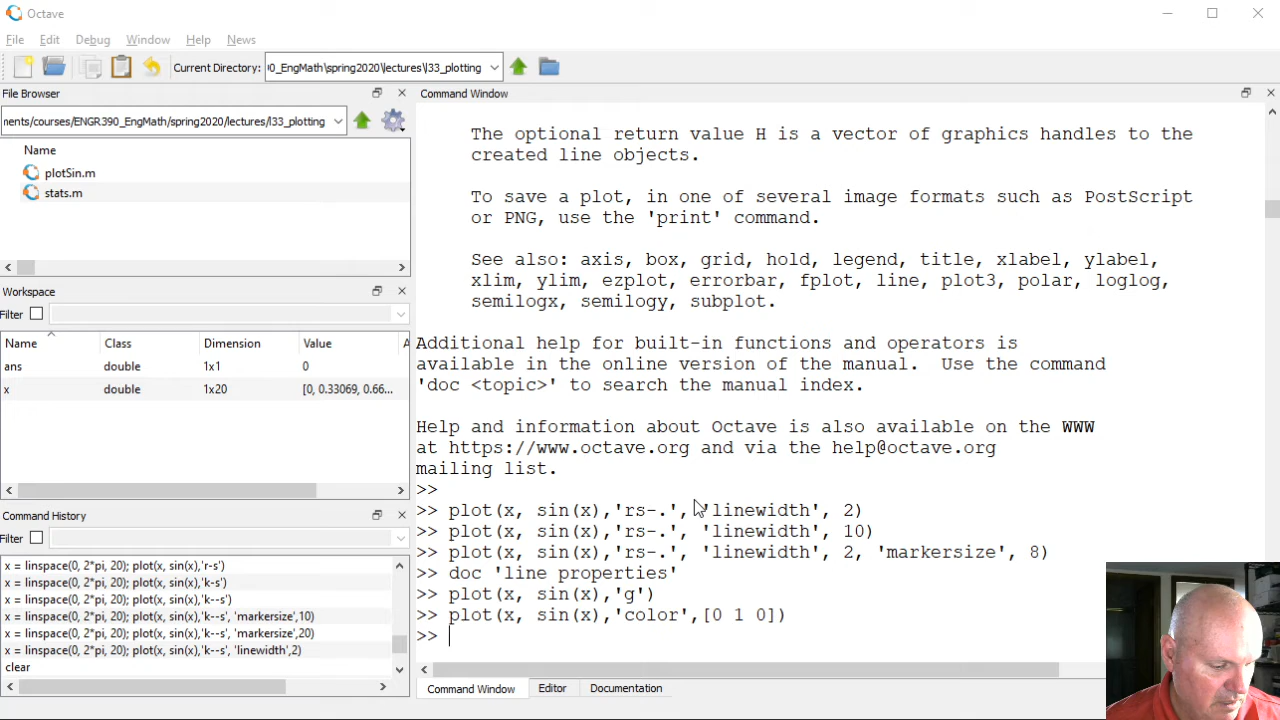 Octave
File Edit Debug Window Help News
Current Directory: 0_EngMath\spring2020\lectures\l33_plotting
File Browser
nents/courses/ENGR390_EngMath/spring2020/lectures/l33_plotting
Name
plotSin.m
stats.m
Workspace
Filter
Name Class Dimension Value A
ans double 1x1 0
x double 1x20 [0, 0.33069, 0.66...
Command History
Filter
x = linspace(0, 2*pi, 20); plot(x, sin(x),'r-s')
x = linspace(0, 2*pi, 20); plot(x, sin(x),'k-s')
x = linspace(0, 2*pi, 20); plot(x, sin(x),'k--s')
x = linspace(0, 2*pi, 20); plot(x, sin(x),'k--s', 'markersize',10)
x = linspace(0, 2*pi, 20); plot(x, sin(x),'k--s', 'markersize',20)
x = linspace(0, 2*pi, 20); plot(x, sin(x),'k--s', 'linewidth',2)
clear
Command Window
The optional return value H is a vector of graphics handles to the
created line objects.
To save a plot, in one of several image formats such as PostScript
or PNG, use the 'print' command.
See also: axis, box, grid, hold, legend, title, xlabel, ylabel,
xlim, ylim, ezplot, errorbar, fplot, line, plot3, polar, loglog,
semilogx, semilogy, subplot.
Additional help for built-in functions and operators is
available in the online version of the manual. Use the command
'doc <topic>' to search the manual index.
Help and information about Octave is also available on the WWW
at https://www.octave.org and via the help@octave.org
mailing list.
>>
>> plot(x, sin(x),'rs-.', 'linewidth', 2)
>> plot(x, sin(x),'rs-.', 'linewidth', 10)
>> plot(x, sin(x),'rs-.', 'linewidth', 2, 'markersize', 8)
>> doc 'line properties'
>> plot(x, sin(x),'g')
>> plot(x, sin(x),'color',[0 1 0])
>>
Command Window Editor Documentation